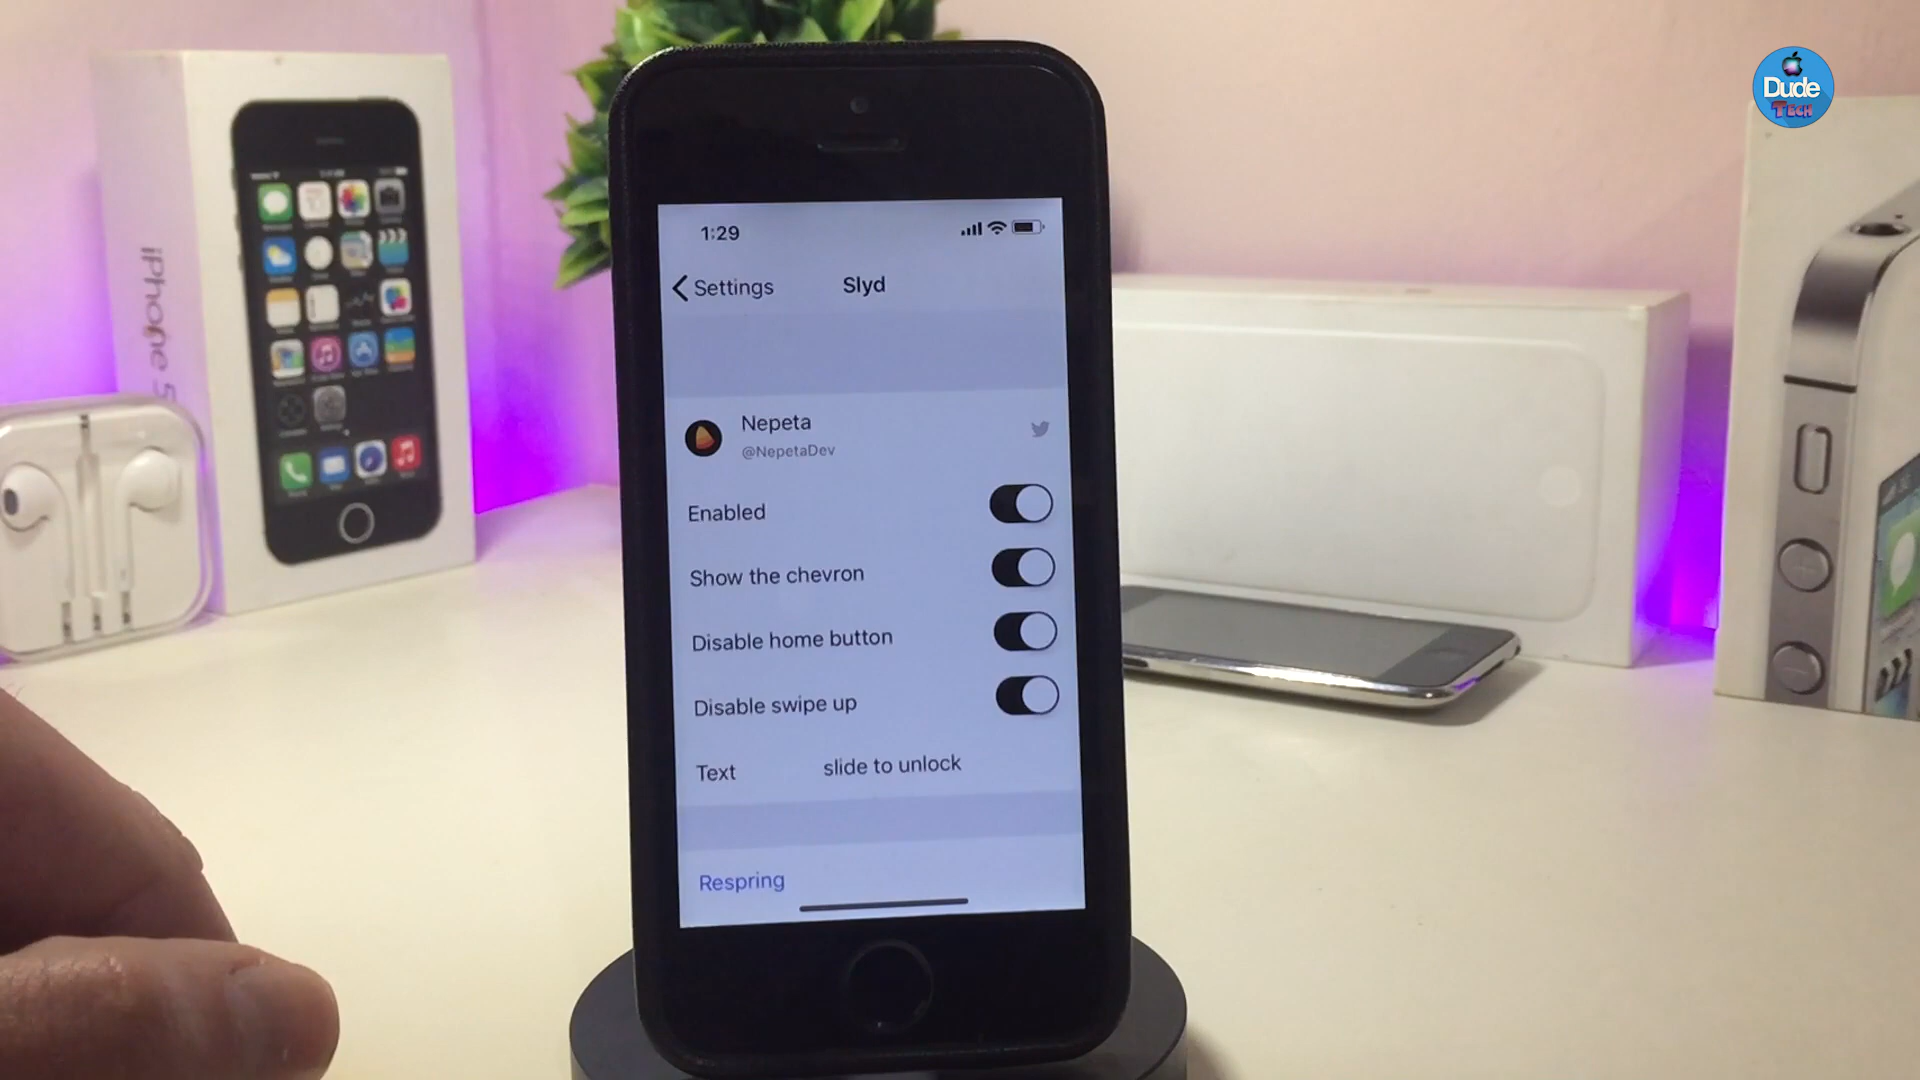 Dude
TECH
iPhone 5
1:29
Settings
Slyd
Nepeta
@NepetaDev
Enabled
Show the chevron
Disable home button
Disable swipe up
Text
slide to unlock
Respring